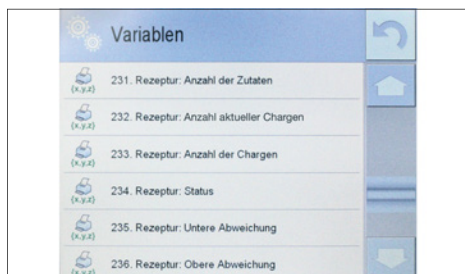 Variablen
{x,y,z} 231. Rezeptur: Anzahl der Zutaten
{x,y,z} 232. Rezeptur: Anzahl aktueller Chargen
{x,y,z} 233. Rezeptur: Anzahl der Chargen
{x,y,z} 234. Rezeptur: Status
{x,y,z} 235. Rezeptur: Untere Abweichung
{x,y,z} 236. Rezeptur: Obere Abweichung